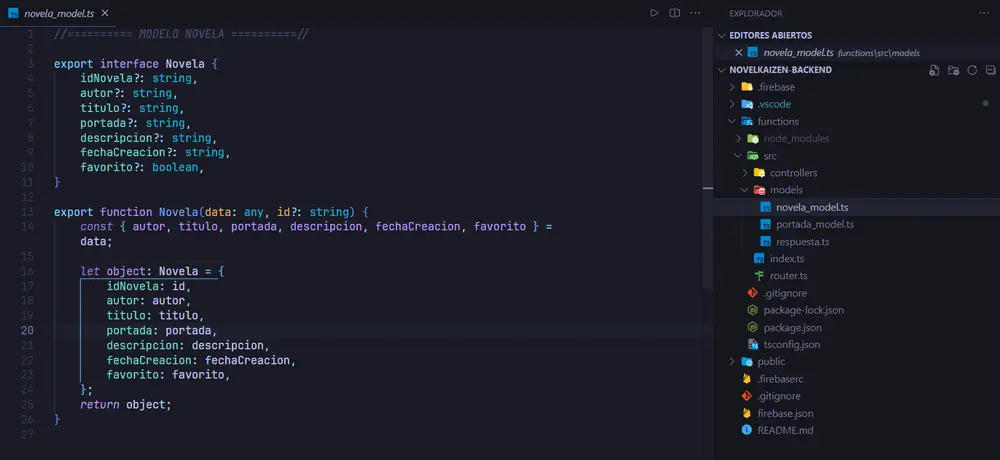 novela_model.ts
1 //========== MODELO NOVELA ==========//
2
3 export interface Novela {
4 idNovela?: string,
5 autor?: string,
6 titulo?: string,
7 portada?: string,
8 descripcion?: string,
9 fechaCreacion?: string,
10 favorito?: boolean,
11 }
12
13 export function Novela(data: any, id?: string) {
14 const { autor, titulo, portada, descripcion, fechaCreacion, favorito } =
data;
15
16 let object: Novela = {
17 idNovela: id,
18 autor: autor,
19 titulo: titulo,
20 portada: portada,
21 descripcion: descripcion,
22 fechaCreacion: fechaCreacion,
23 favorito: favorito,
24 };
25 return object;
26 }
27
EXPLORADOR
EDITORES ABIERTOS
novela_model.ts functions\src\models
NOVELKAIZEN-BACKEND
.firebase
.vscode
functions
node_modules
src
controllers
models
novela_model.ts
portada_model.ts
respuesta.ts
index.ts
router.ts
.gitignore
package-lock.json
package.json
tsconfig.json
public
.firebaserc
.gitignore
firebase.json
README.md